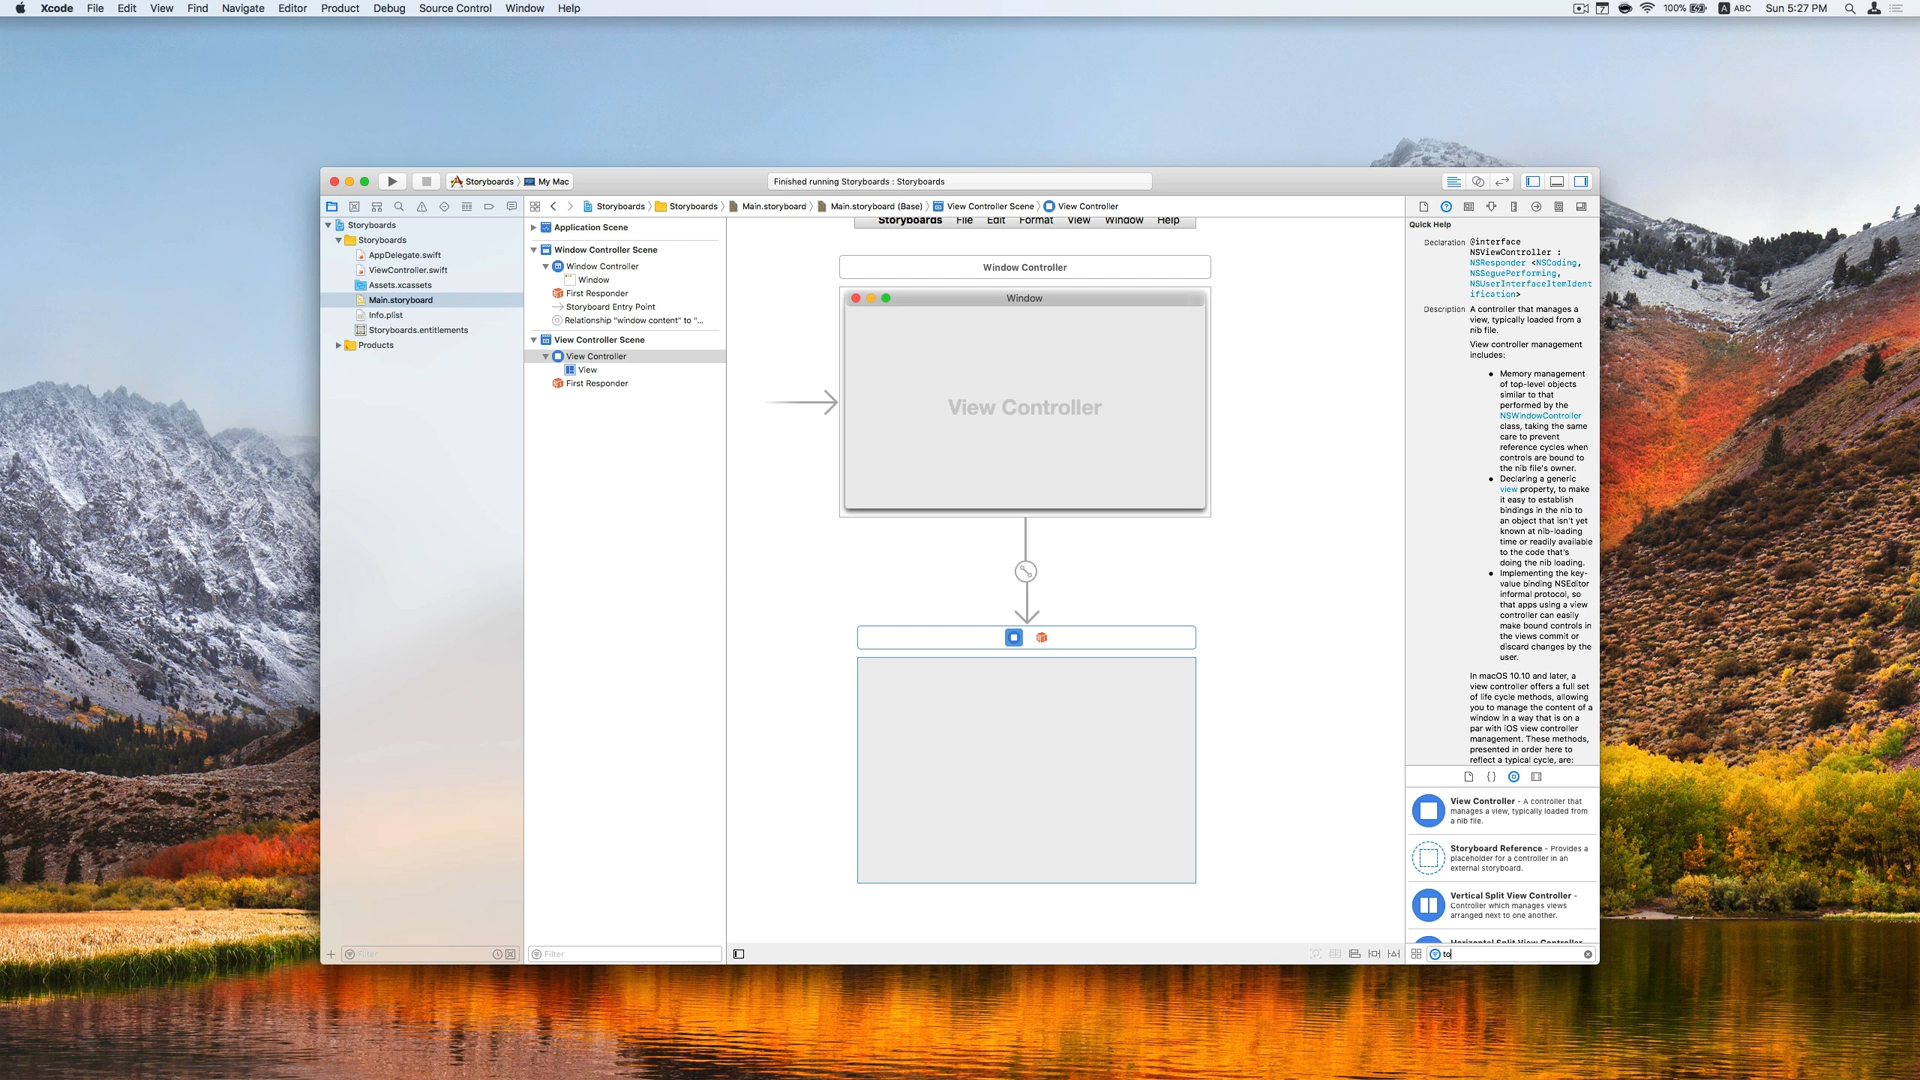 Xcode File Edit View Find Navigate Editor Product Debug Source Control Window Help
7 100% A ABC Sun 5:27 PM
Storyboards My Mac
Finished running Storyboards : Storyboards
Storyboards Storyboards Main.storyboard Main.storyboard (Base) View Controller Scene View Controller
Storyboards
Storyboards
AppDelegate.swift
ViewController.swift
Assets.xcassets
Main.storyboard
Info.plist
Storyboards.entitlements
Products
Filter
Application Scene
Window Controller Scene
Window Controller
Window
First Responder
Storyboard Entry Point
Relationship "window content" to "...
View Controller Scene
View Controller
View
First Responder
Filter
Storyboards File Edit Format View Window Help
Window Controller
Window
View Controller
Quick Help
Declaration @interface
NSViewController :
NSResponder <NSCoding,
NSSeguePerforming,
NSUserInterfaceItemIdent
ification>
Description A controller that manages a
view, typically loaded from a
nib file.
View controller management
includes:
• Memory management
of top-level objects
similar to that
performed by the
NSWindowController
class, taking the same
care to prevent
reference cycles when
controls are bound to
the nib file's owner.
• Declaring a generic
view property, to make
it easy to establish
bindings in the nib to
an object that isn't yet
known at nib-loading
time or readily available
to the code that's
doing the nib loading.
• Implementing the key-
value binding NSEditor
informal protocol, so
that apps using a view
controller can easily
make bound controls in
the views commit or
discard changes by the
user.
In macOS 10.10 and later, a
view controller offers a full set
of life cycle methods, allowing
you to manage the content of a
window in a way that is on a
par with iOS view controller
management. These methods,
presented in order here to
reflect a typical cycle, are:
{}
View Controller - A controller that
manages a view, typically loaded from
a nib file.
Storyboard Reference - Provides a
placeholder for a controller in an
external storyboard.
Vertical Split View Controller -
Controller which manages views
arranged next to one another.
Horizontal Split View Controller
to